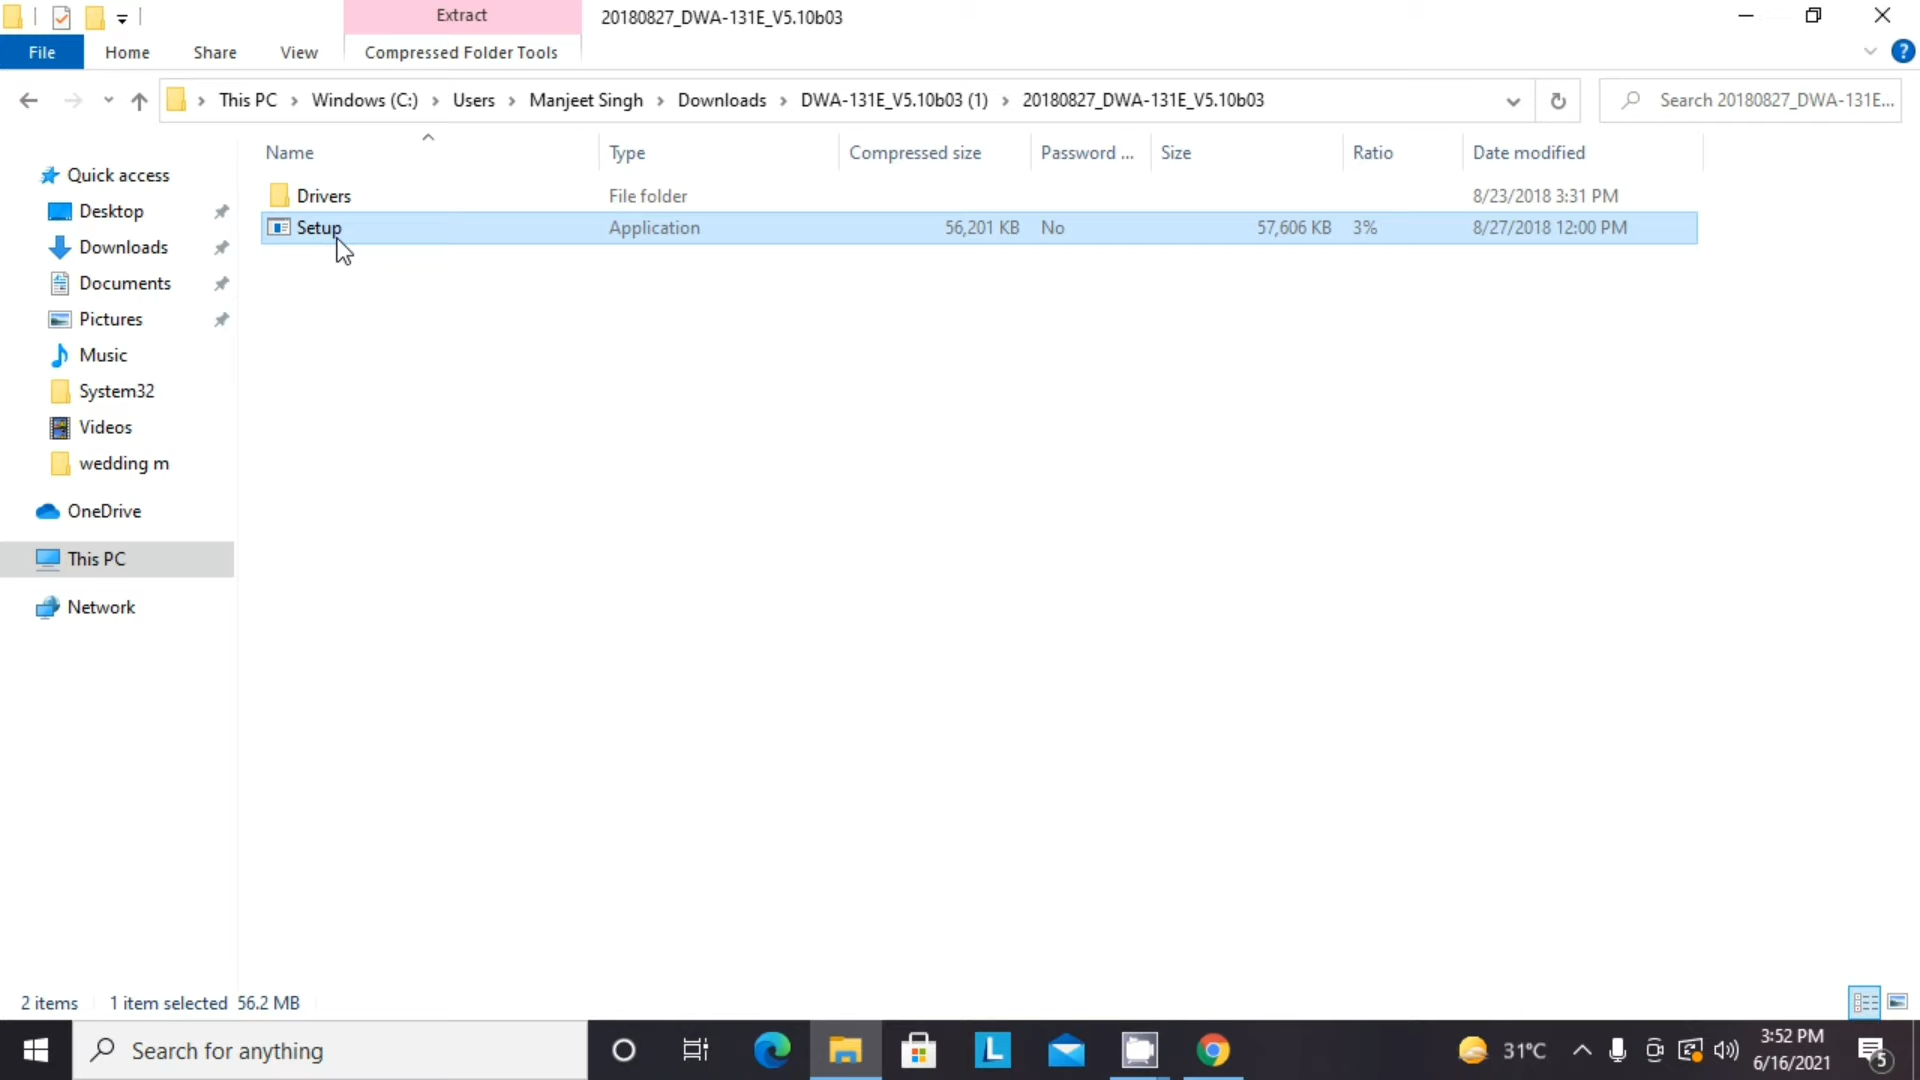 Extract
20180827_DWA-131E_V5.10b03
File
Home
Share
View
Compressed Folder Tools
This PC
Windows (C:)
Users
Manjeet Singh
Downloads
DWA-131E_V5.10b03 (1)
20180827_DWA-131E_V5.10b03
Search 20180827_DWA-131E...
Name
Type
Compressed size
Password ...
Size
Ratio
Date modified
Drivers
File folder
8/23/2018 3:31 PM
Setup
Application
56,201 KB
No
57,606 KB
3%
8/27/2018 12:00 PM
Quick access
Desktop
Downloads
Documents
Pictures
Music
System32
Videos
wedding m
OneDrive
This PC
Network
2 items
1 item selected 56.2 MB
Search for anything
L
31°C
3:52 PM
6/16/2021
5